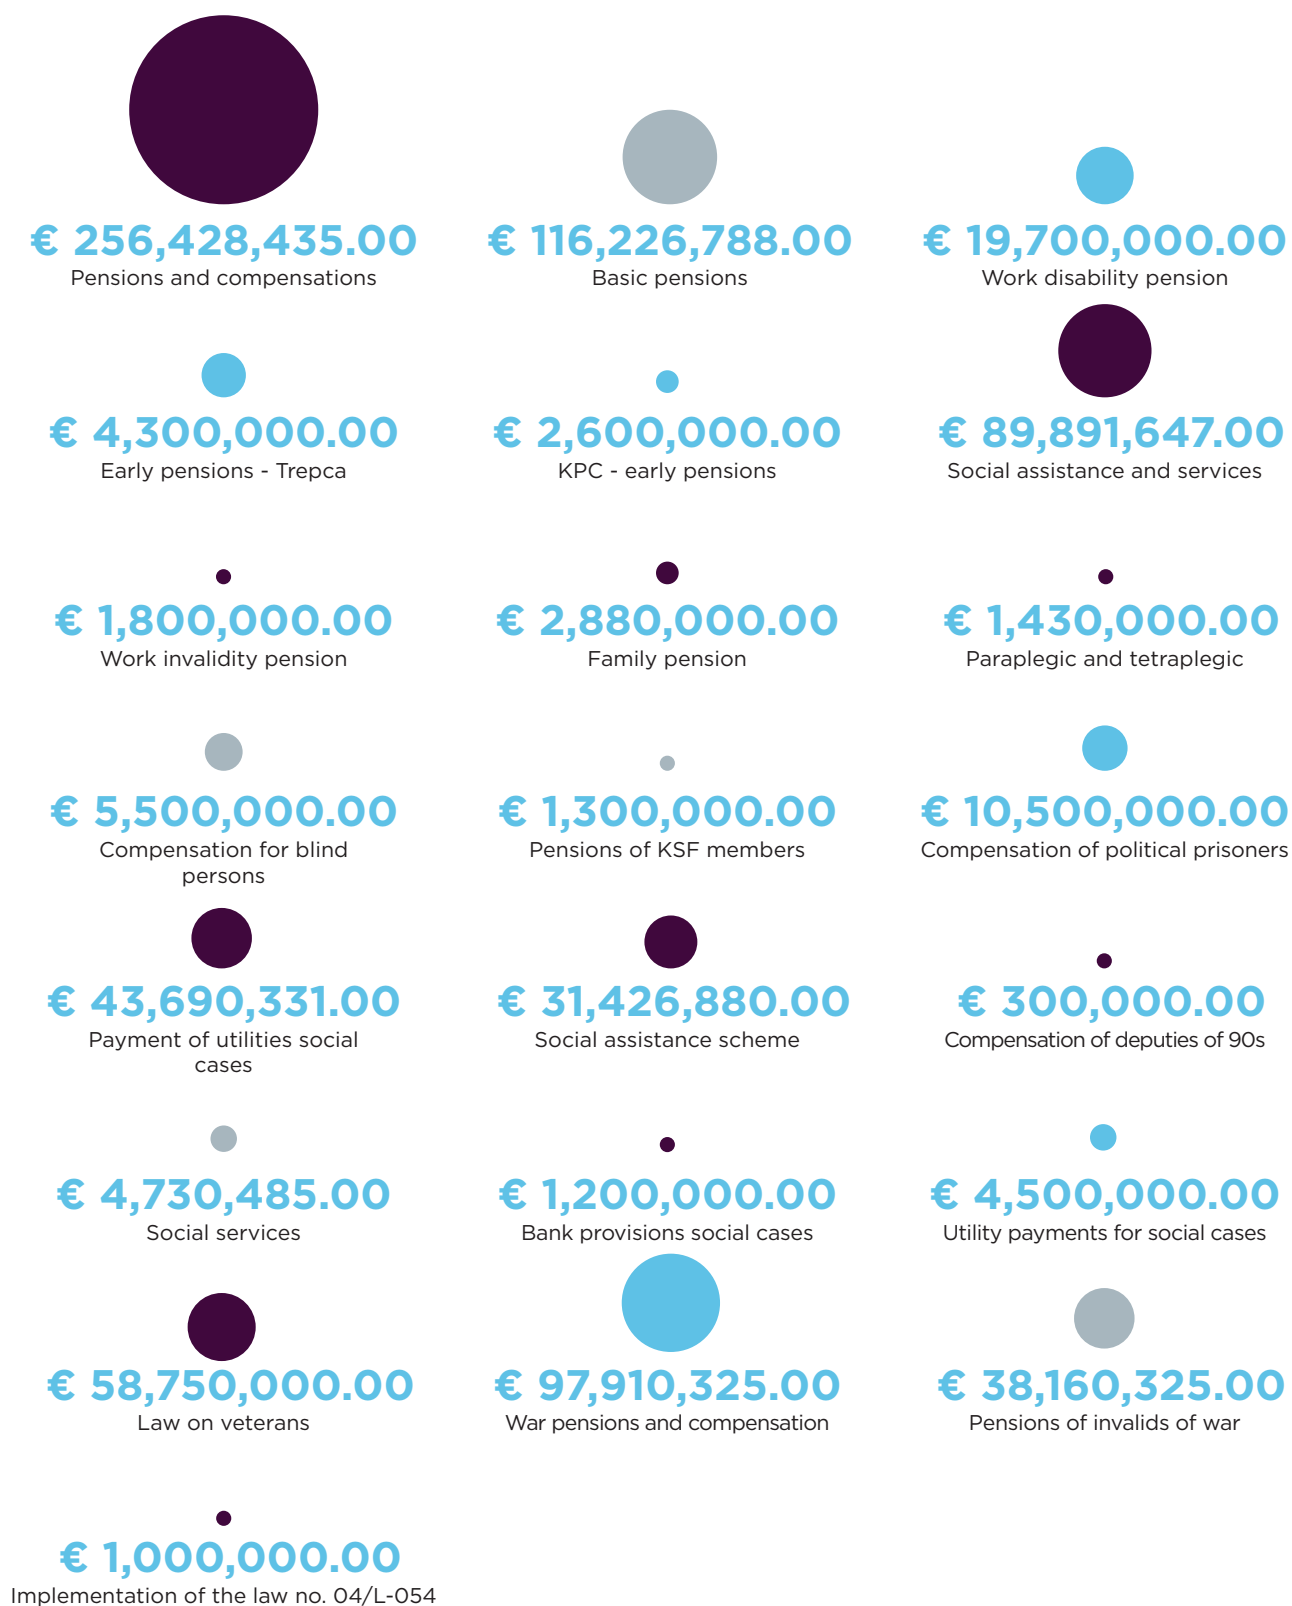 € 256,428,435.00
Pensions and compensations
€ 116,226,788.00
Basic pensions
€ 19,700,000.00
Work disability pension
€ 4,300,000.00
Early pensions - Trepca
€ 2,600,000.00
KPC - early pensions
€ 89,891,647.00
Social assistance and services
€ 1,800,000.00
Work invalidity pension
€ 2,880,000.00
Family pension
€ 1,430,000.00
Paraplegic and tetraplegic
€ 5,500,000.00
Compensation for blind
persons
€ 1,300,000.00
Pensions of KSF members
€ 10,500,000.00
Compensation of political prisoners
€ 43,690,331.00
Payment of utilities social
cases
€ 31,426,880.00
Social assistance scheme
€ 300,000.00
Compensation of deputies of 90s
€ 4,730,485.00
Social services
€ 1,200,000.00
Bank provisions social cases
€ 4,500,000.00
Utility payments for social cases
€ 58,750,000.00
Law on veterans
€ 97,910,325.00
War pensions and compensation
€ 38,160,325.00
Pensions of invalids of war
€ 1,000,000.00
Implementation of the law no. 04/L-054